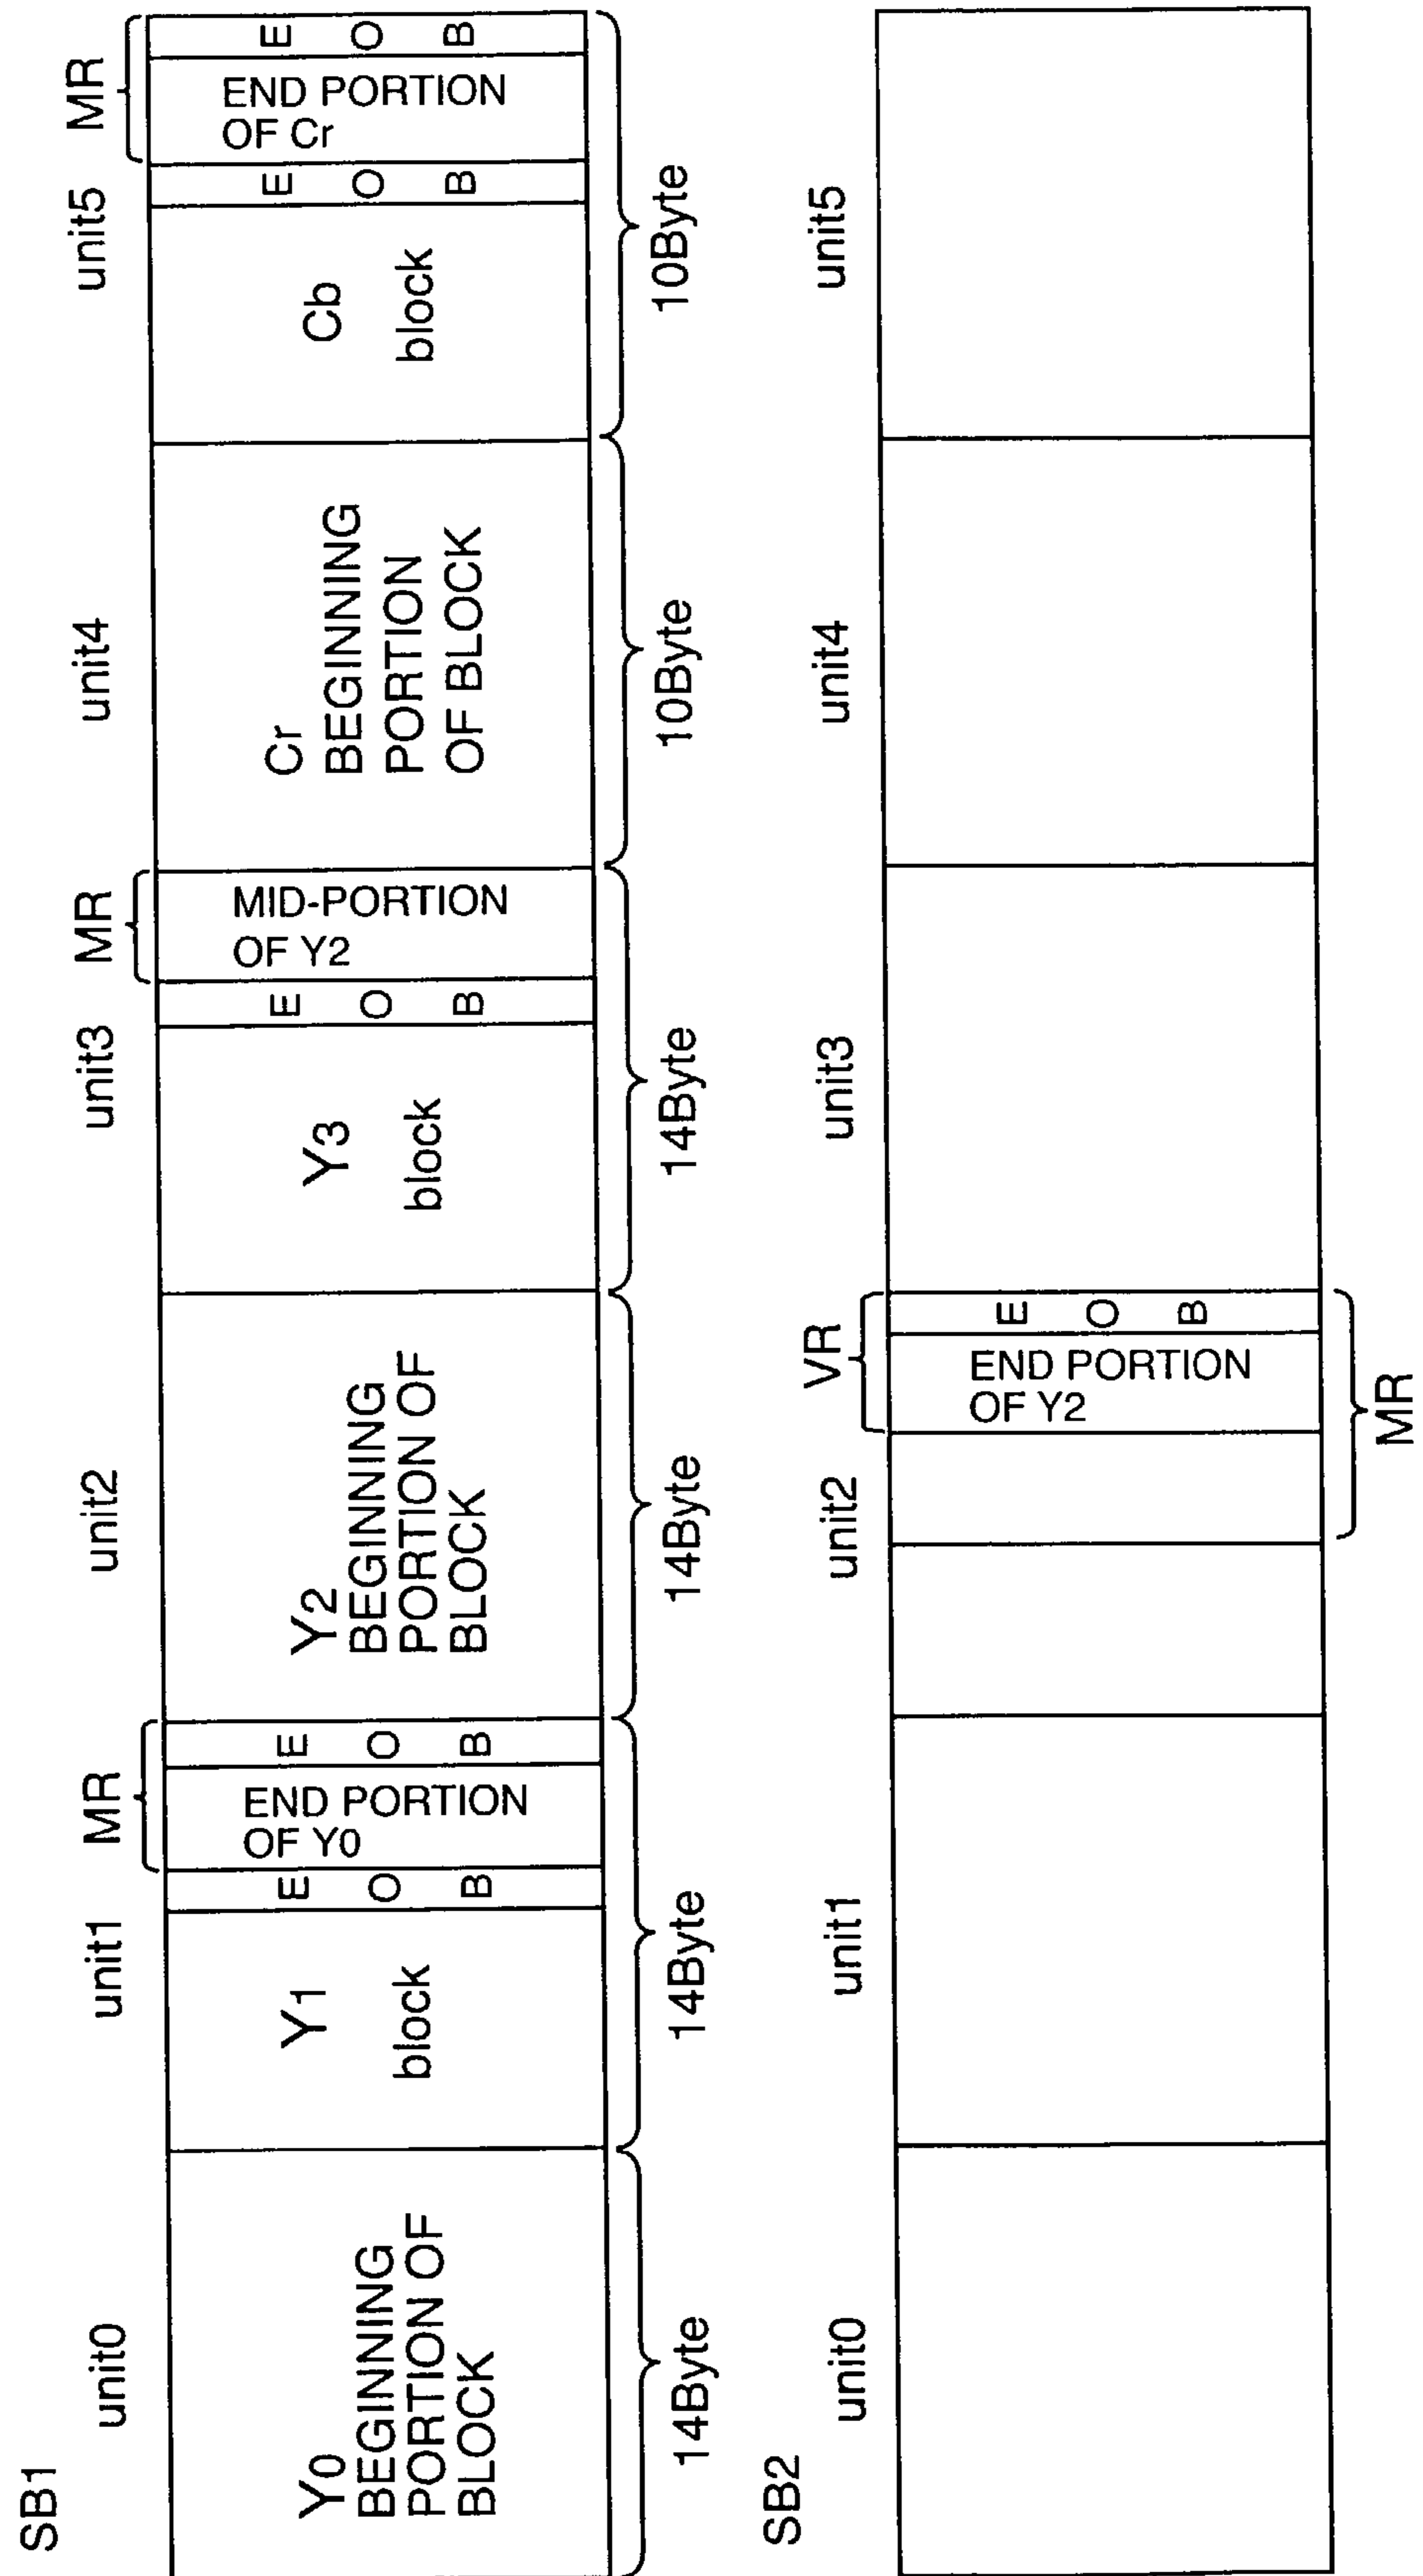 SB1
unit0
unit1
MR
unit2
unit3
MR
unit4
unit5
MR
Y0
BEGINNING
PORTION OF
BLOCK
Y1
block
E O B
END PORTION
OF Y0
E O B
Y2
BEGINNING
PORTION OF
BLOCK
Y3
block
E O B
MID-PORTION
OF Y2
Cr
BEGINNING
PORTION
OF BLOCK
Cb
block
E O B
END PORTION
OF Cr
E O B
14Byte
14Byte
14Byte
14Byte
10Byte
10Byte
SB2
unit0
unit1
unit2
VR
unit3
unit4
unit5
END PORTION
OF Y2
E O B
MR